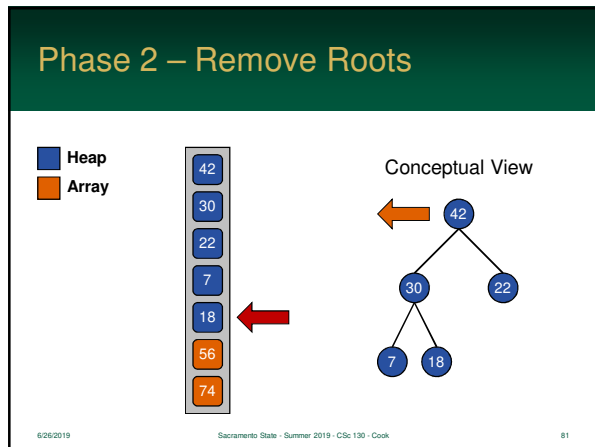 Phase 2 – Remove Roots
Heap
Array
42
30
22
7
18
56
74
Conceptual View
42
30
22
7
18
6/26/2019
Sacramento State - Summer 2019 - CSc 130 - Cook
81